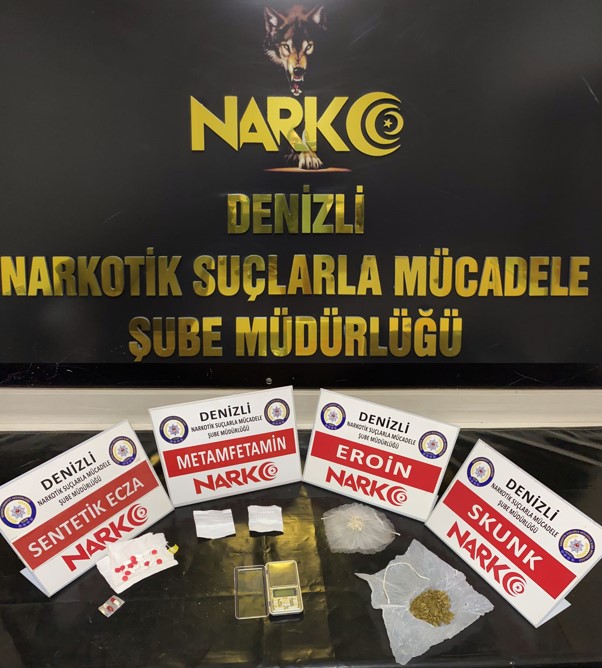 NARKO
DENİZLİ
NARKOTİK SUÇLARLA MÜCADELE
ŞUBE MÜDÜRLÜĞÜ
DENİZLİ
NARKOTİK SUÇLARLA MÜCADELE
ŞUBE MÜDÜRLÜĞÜ
SENTETİK ECZA
NARKO
DENİZLİ
NARKOTİK SUÇLARLA MÜCADELE
ŞUBE MÜDÜRLÜĞÜ
METAMFETAMİN
NARKO
DENİZLİ
NARKOTİK SUÇLARLA MÜCADELE
ŞUBE MÜDÜRLÜĞÜ
EROİN
NARKO
DENİZLİ
NARKOTİK SUÇLARLA MÜCADELE
ŞUBE MÜDÜRLÜĞÜ
SKUNK
NARKO